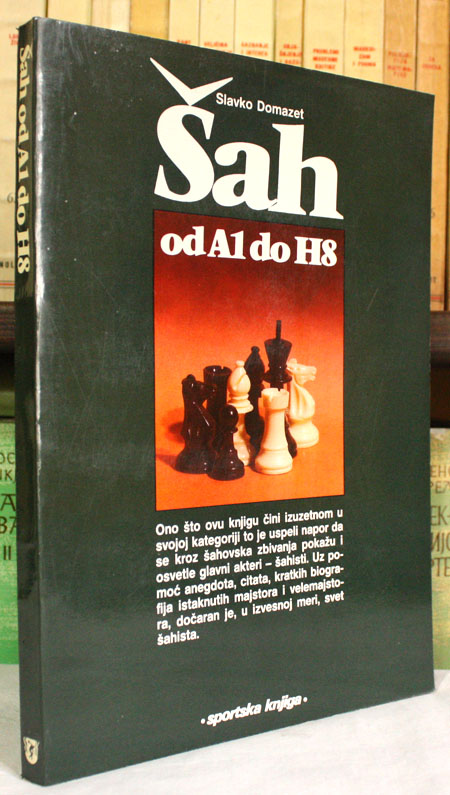 Šah od A1 do H8
Slavko Domazet
Šah
od A1 do H8
Ono što ovu knjigu čini izuzetnom u
svojoj kategoriji to je uspeli napor da
se kroz šahovska zbivanja pokažu i
osvetle glavni akteri – šahisti. Uz po-
moć anegdota, citata, kratkih biogra-
fija istaknutih majstora i velemajsto-
ra, dočaran je, u izvesnoj meri, svet
šahista.
• sportska knjiga •